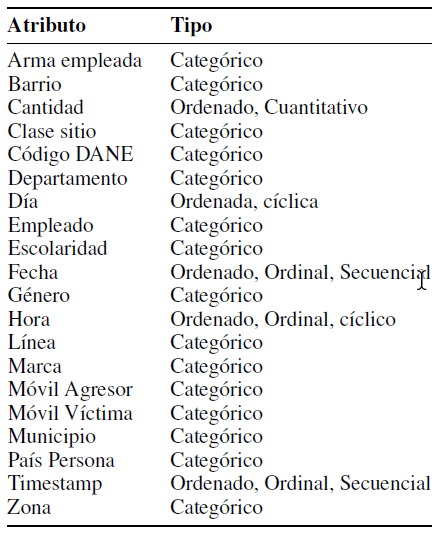 Atributo Tipo
Arma empleada Categórico
Barrio Categórico
Cantidad Ordenado, Cuantitativo
Clase sitio Categórico
Código DANE Categórico
Departamento Categórico
Día Ordenada, cíclica
Empleado Categórico
Escolaridad Categórico
Fecha Ordenado, Ordinal, Secuencial
Género Categórico
Hora Ordenado, Ordinal, cíclico
Línea Categórico
Marca Categórico
Móvil Agresor Categórico
Móvil Víctima Categórico
Municipio Categórico
País Persona Categórico
Timestamp Ordenado, Ordinal, Secuencial
Zona Categórico